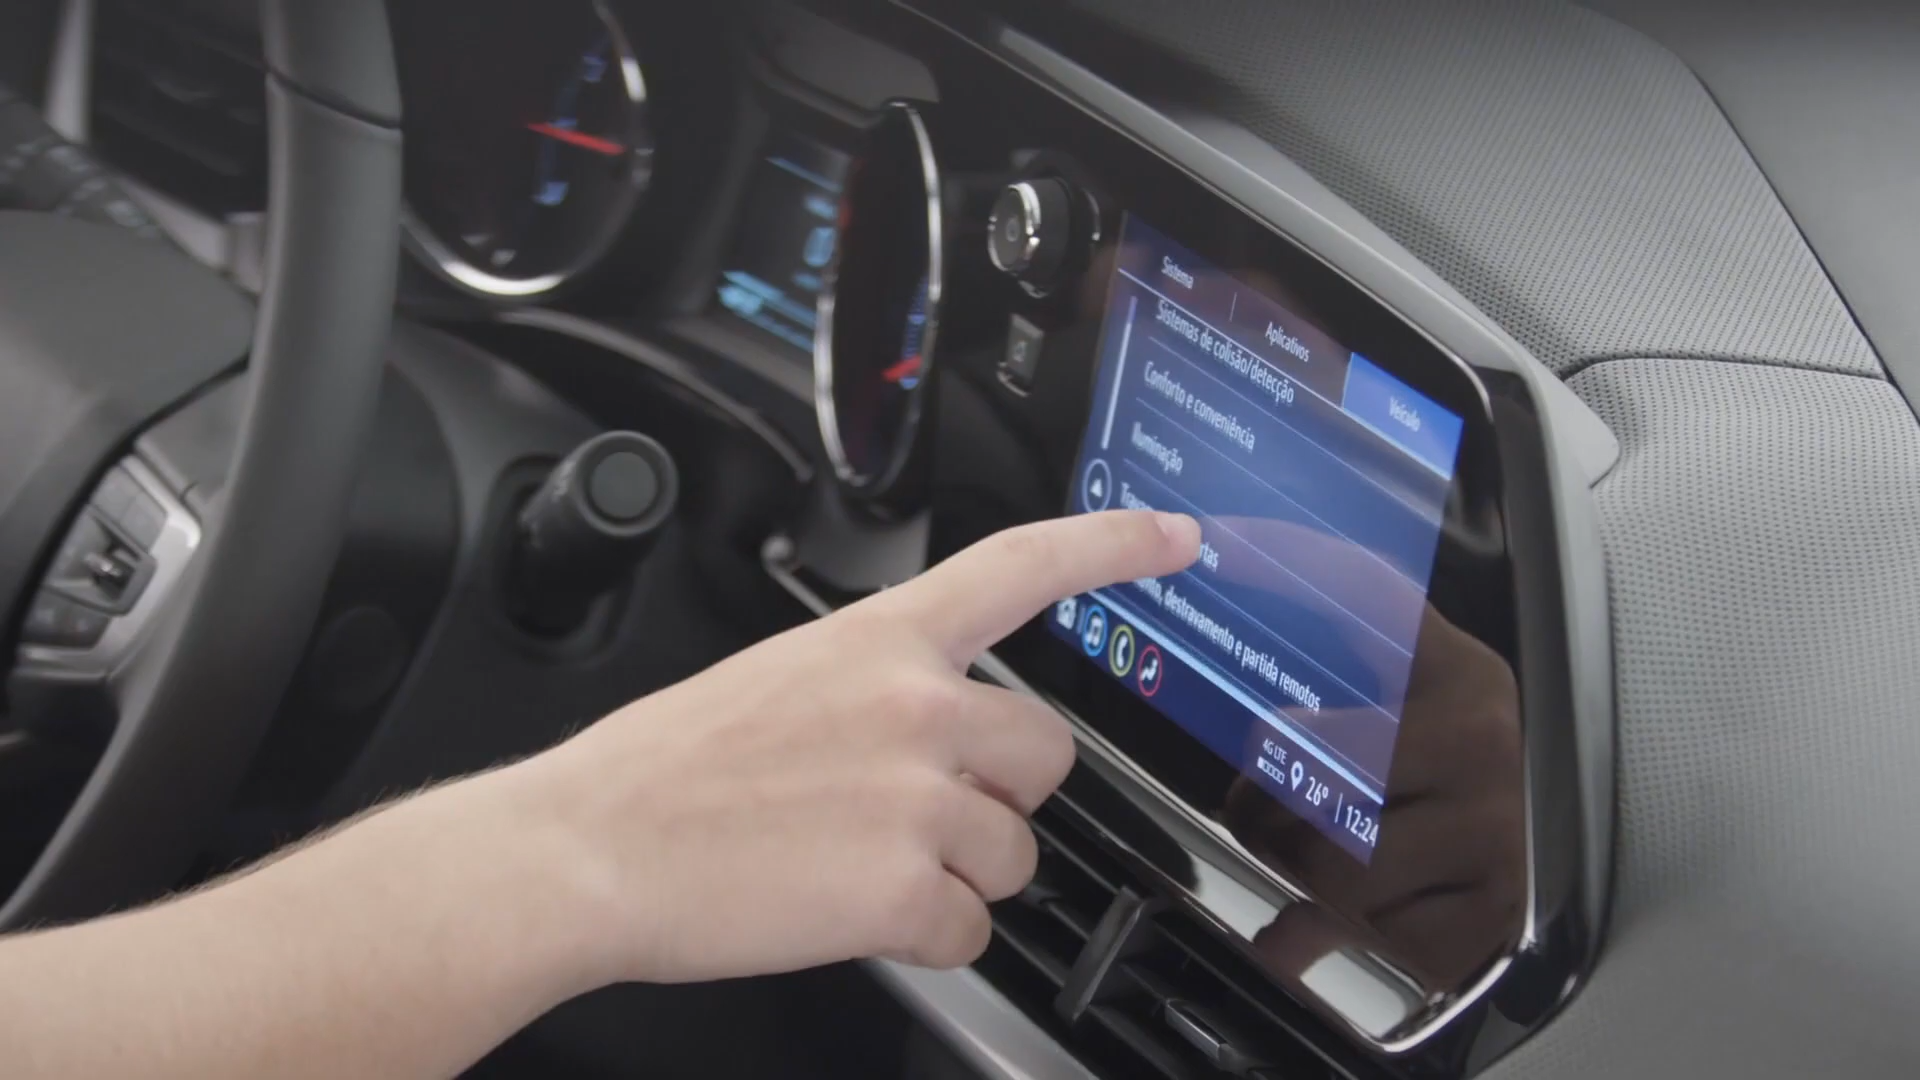 Sistema
Aplicativos
Veículo
Sistemas de colisão/detecção
Conforto e conveniência
Iluminação
destravamento e partida remotos
4G LTE
26°
12:24